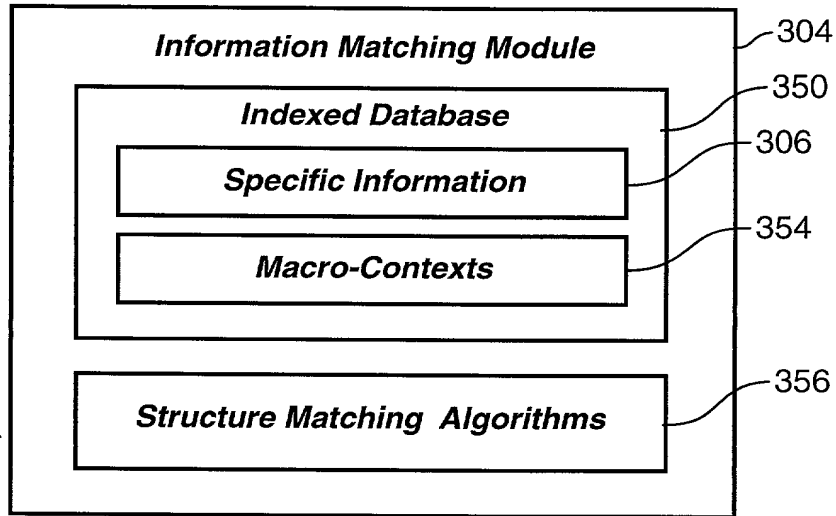 Information Matching Module
304
Indexed Database
350
Specific Information
306
Macro-Contexts
354
Structure Matching Algorithms
356